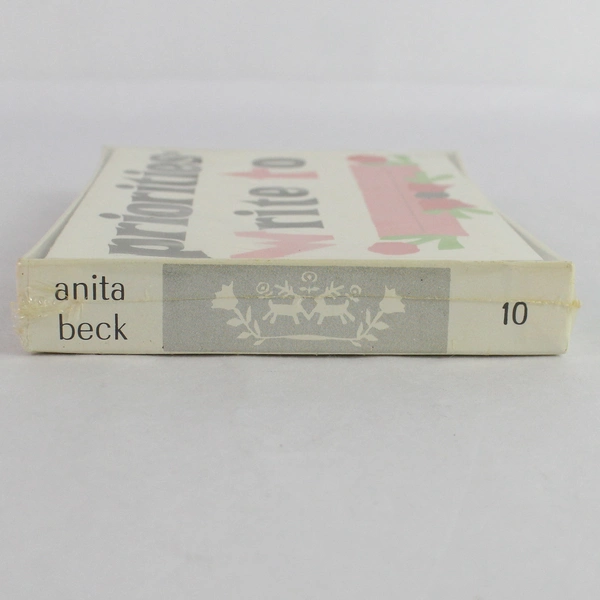 priorities-
Write to
anita
beck
10